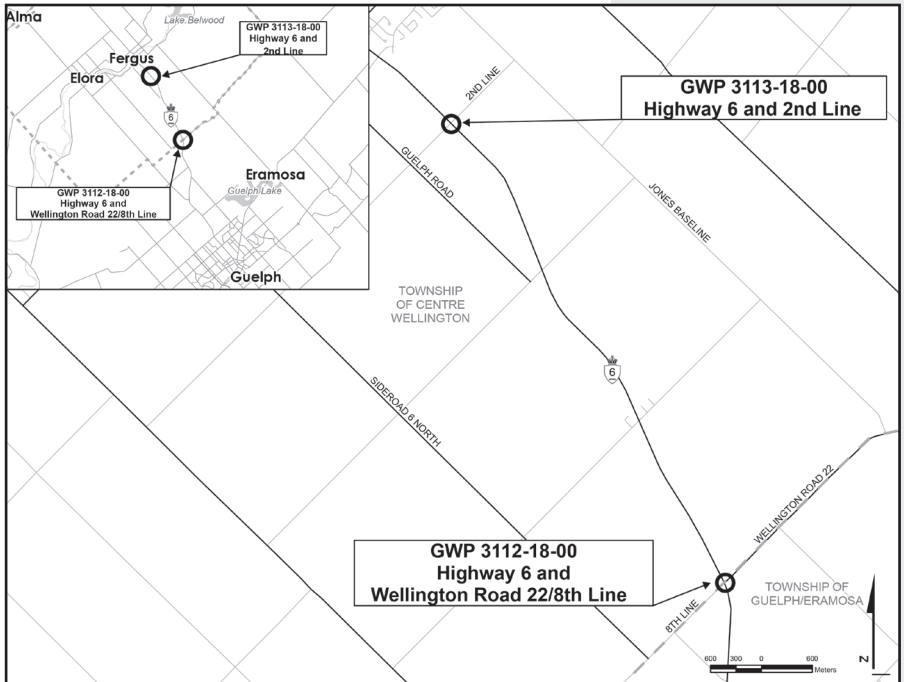 Alma
Lake Belwood
GWP 3113-18-00
Highway 6 and
2nd Line
Fergus
Elora
6
Eramosa
Guelph Lake
GWP 3112-18-00
Highway 6 and
Wellington Road 22/8th Line
Guelph
2ND LINE
GWP 3113-18-00
Highway 6 and 2nd Line
GUELPH ROAD
JONES BASELINE
TOWNSHIP
OF CENTRE
WELLINGTON
6
SIDEROAD 6 NORTH
WELLINGTON ROAD 22
GWP 3112-18-00
Highway 6 and
Wellington Road 22/8th Line
TOWNSHIP OF
GUELPH/ERAMOSA
8TH LINE
N
600 300 0 600
Meters